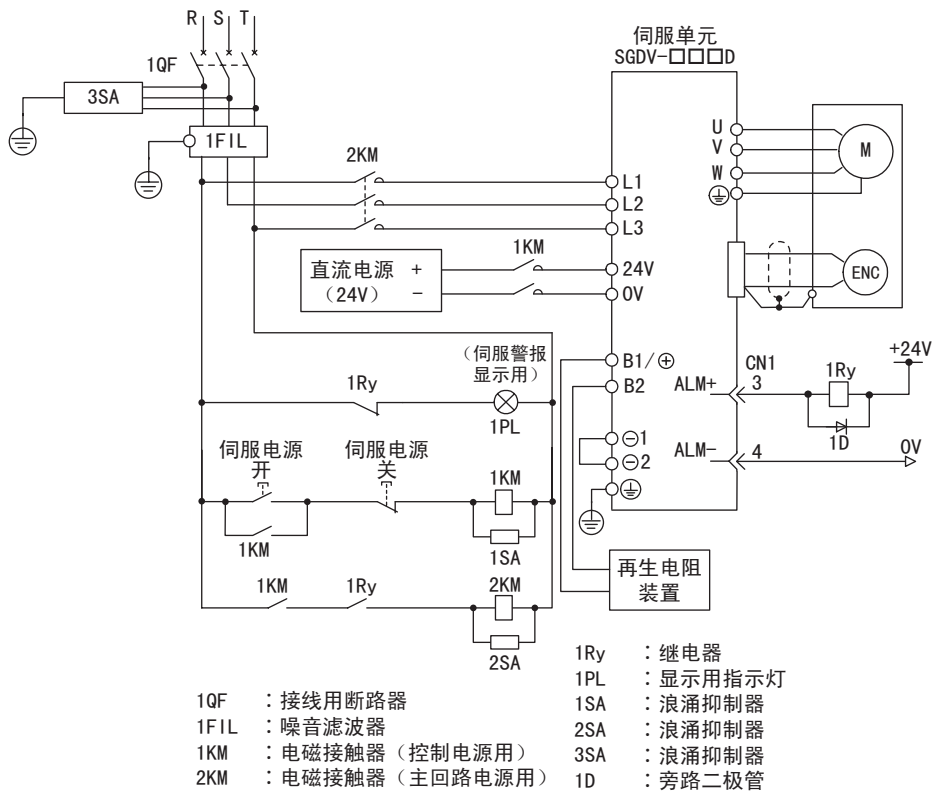 R S T
1QF
3SA
1FIL
2KM
伺服单元
SGDV-□□□D
U
V
W
M
L1
L2
L3
直流电源 +
（24V） −
1KM
24V
0V
ENC
（伺服警报
显示用）
1Ry
1PL
B1/⊕
B2
CN1
ALM+ 3
1Ry
+24V
1D
ALM- 4
0V
⊖1
⊖2
伺服电源
开
伺服电源
关
1KM
1KM
1SA
再生电阻
装置
1KM
1Ry
2KM
2SA
1QF ：接线用断路器
1FIL ：噪音滤波器
1KM ：电磁接触器（控制电源用）
2KM ：电磁接触器（主回路电源用）
1Ry ：继电器
1PL ：显示用指示灯
1SA ：浪涌抑制器
2SA ：浪涌抑制器
3SA ：浪涌抑制器
1D ：旁路二极管